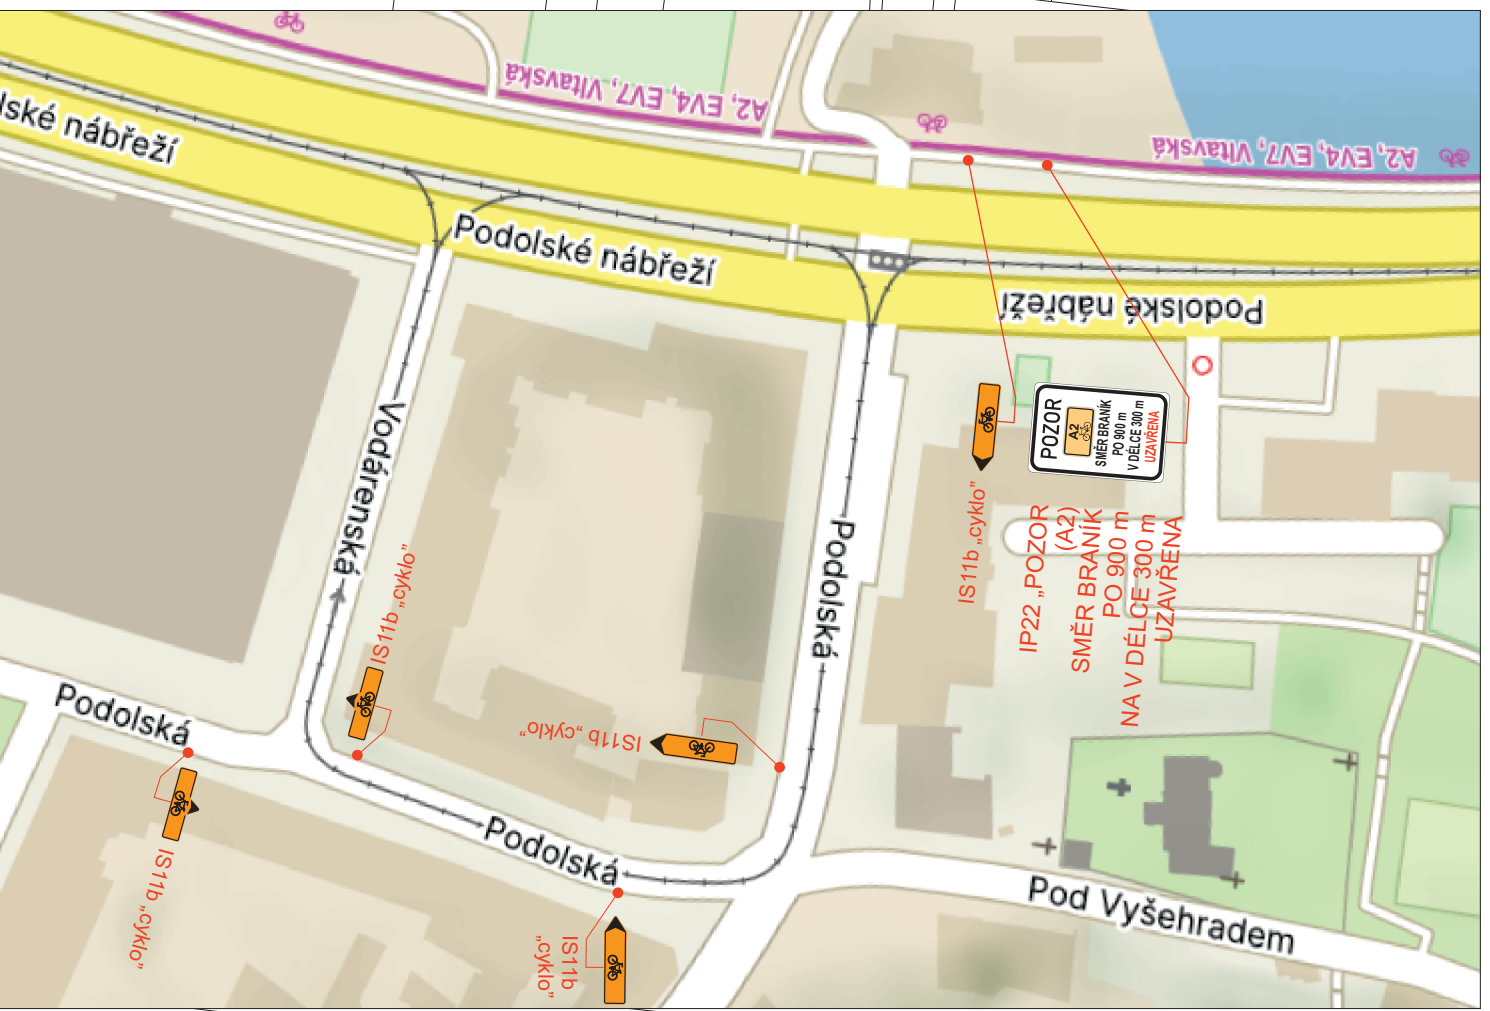 A2, EV4, EV7, Vltavská
A2, EV4, EV7, Vltavská
lské nábřeží
Podolské nábřeží
Podolské nábřeží
Vodárenská
Podolská
Podolská
Podolská
Pod Vyšehradem
POZOR
A2
SMĚR BRANÍK
PO 900 m
V DÉLCE 300 m
UZAVŘENA
IS11b „cyklo”
IP22 „POZOR
(A2)
SMĚR BRANÍK
PO 900 m
NA V DÉLCE 300 m
UZAVŘENA
IS11b „cyklo”
IS11b „cyklo”
IS11b „cyklo”
IS11b
„cyklo”